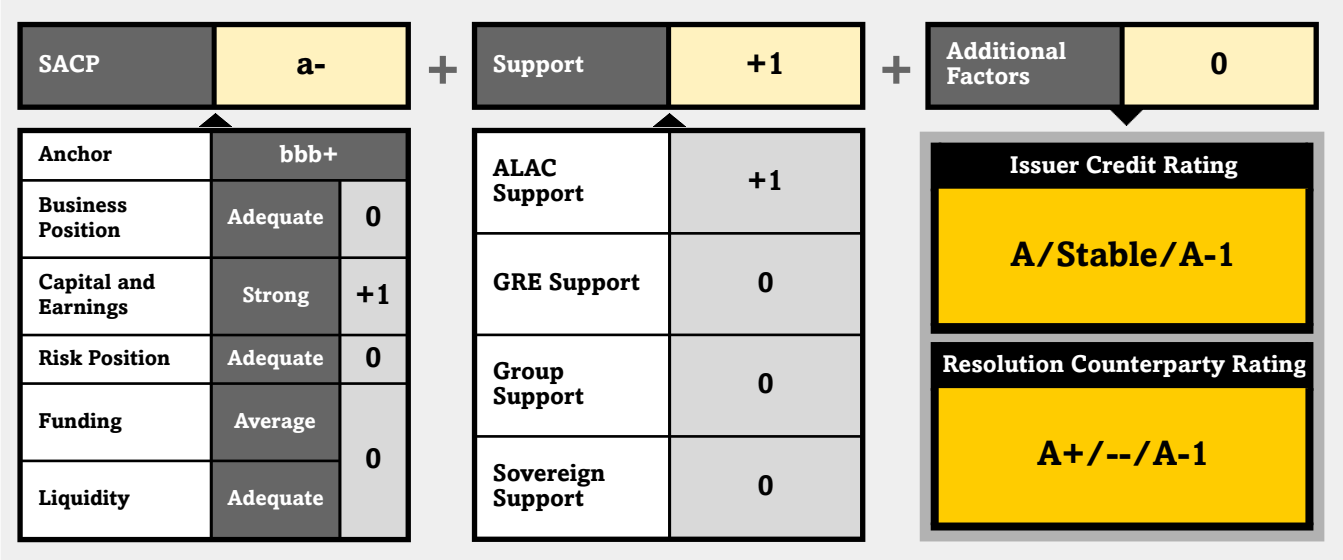 SACP
a-
+
Support
+1
+
Additional
Factors
0
Anchor
bbb+
Business
Position
Adequate
0
Capital and
Earnings
Strong
+1
Risk Position
Adequate
0
Funding
Average
0
Liquidity
Adequate
ALAC
Support
+1
GRE Support
0
Group
Support
0
Sovereign
Support
0
Issuer Credit Rating
A/Stable/A-1
Resolution Counterparty Rating
A+/--/A-1